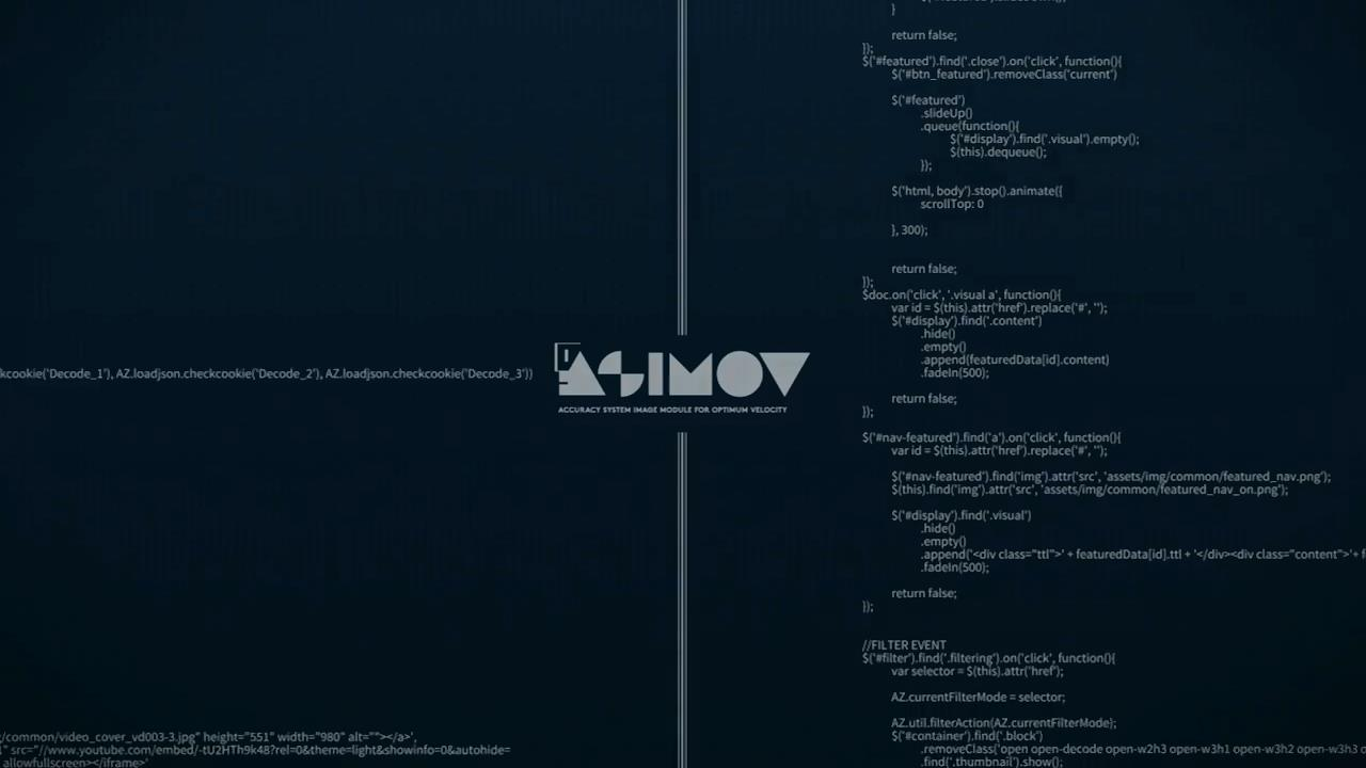 }
return false;
});
$('#featured').find('.close').on('click', function(){
$('#btn_featured').removeClass('current')
$('#featured')
.slideUp()
.queue(function(){
$('#display').find('.visual').empty();
$(this).dequeue();
});
$('html, body').stop().animate({
scrollTop: 0
}, 300);
return false;
});
$doc.on('click', '.visual a', function(){
var id = $(this).attr('href').replace('#', '');
$('#display').find('.content')
.hide()
.empty()
.append(featuredData[id].content)
.fadeIn(500);
return false;
});
$('#nav-featured').find('a').on('click', function(){
var id = $(this).attr('href').replace('#', '');
$('#nav-featured').find('img').attr('src', 'assets/img/common/featured_nav.png');
$(this).find('img').attr('src', 'assets/img/common/featured_nav_on.png');
$('#display').find('.visual')
.hide()
.empty()
.append('<div class="ttl">' + featuredData[id].ttl + '</div><div class="content">'+ f
.fadeIn(500);
return false;
});
//FILTER EVENT
$('#filter').find('.filtering').on('click', function(){
var selector = $(this).attr('href');
AZ.currentFilterMode = selector;
AZ.util.filterAction(AZ.currentFilterMode);
$('#container').find('.block')
.removeClass('open open-decode open-w2h3 open-w3h1 open-w3h2 open-w3h3 o
.find('.thumbnail').show();
kcookie('Decode_1'), AZ.loadjson.checkcookie('Decode_2'), AZ.loadjson.checkcookie('Decode_3'))
ASIMOV
ACCURACY SYSTEM IMAGE MODULE FOR OPTIMUM VELOCITY
g/common/video_cover_vd003-3.jpg" height="551" width="980" alt=""></a>',
" src="//www.youtube.com/embed/-tU2HTh9k48?rel=0&theme=light&showinfo=0&autohide=
allowfullscreen></iframe>'